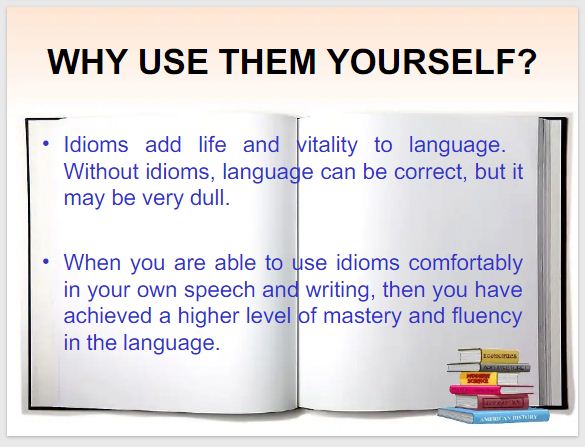 WHY USE THEM YOURSELF?
• Idioms add life and vitality to language.
Without idioms, language can be correct, but it
may be very dull.
• When you are able to use idioms comfortably
in your own speech and writing, then you have
achieved a higher level of mastery and fluency
in the language.
ECONOMICS
MODERN
SCIENCE
LITERATURE
AMERICAN HISTORY